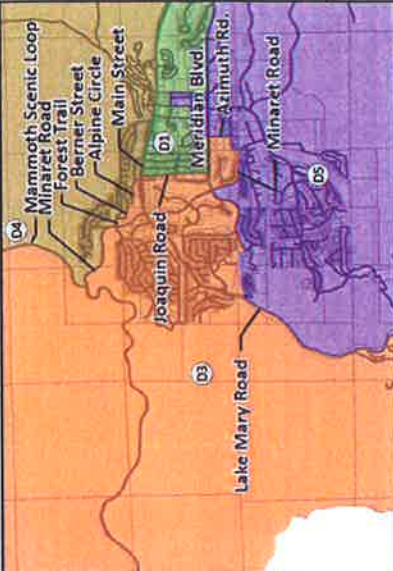 D4
Mammoth Scenic Loop
Minaret Road
Forest Trail
Berner Street
Alpine Circle
Main Street
D1
Meridian Blvd.
Azimuth Rd.
Joaquin Road
Minaret Road
D5
D3
Lake Mary Road